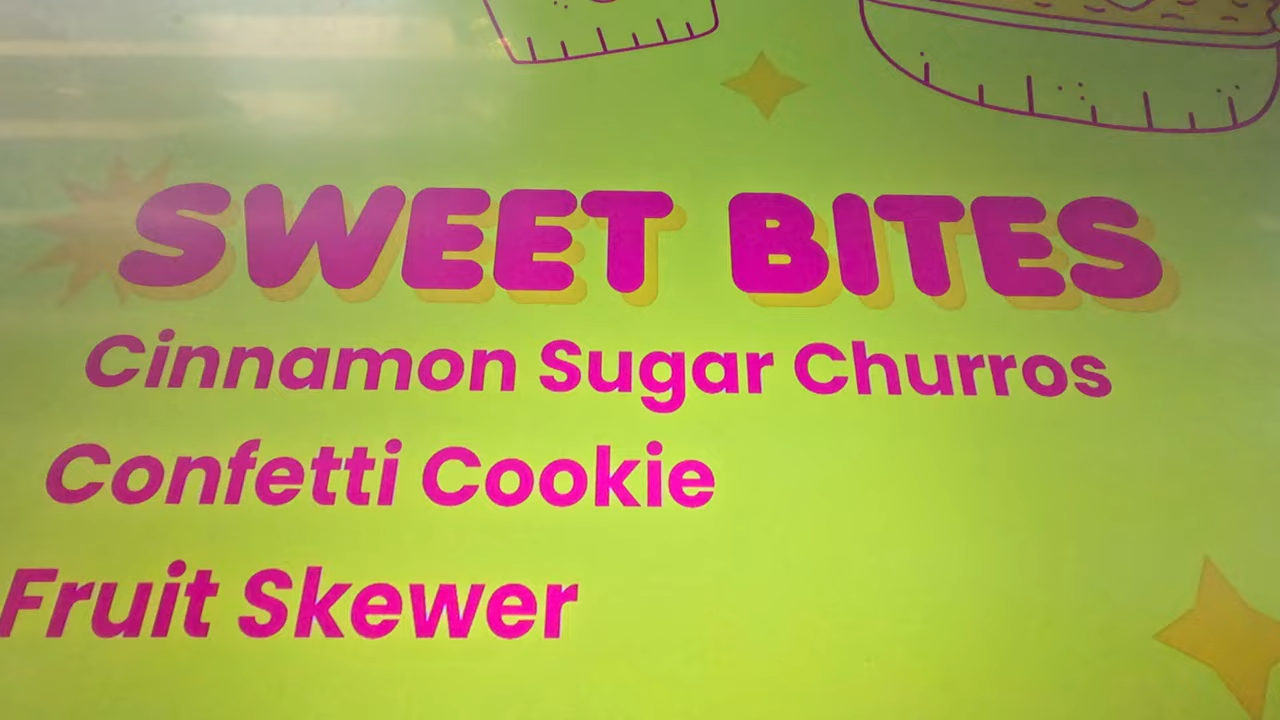 SWEET BITES
Cinnamon Sugar Churros
Confetti Cookie
Fruit Skewer